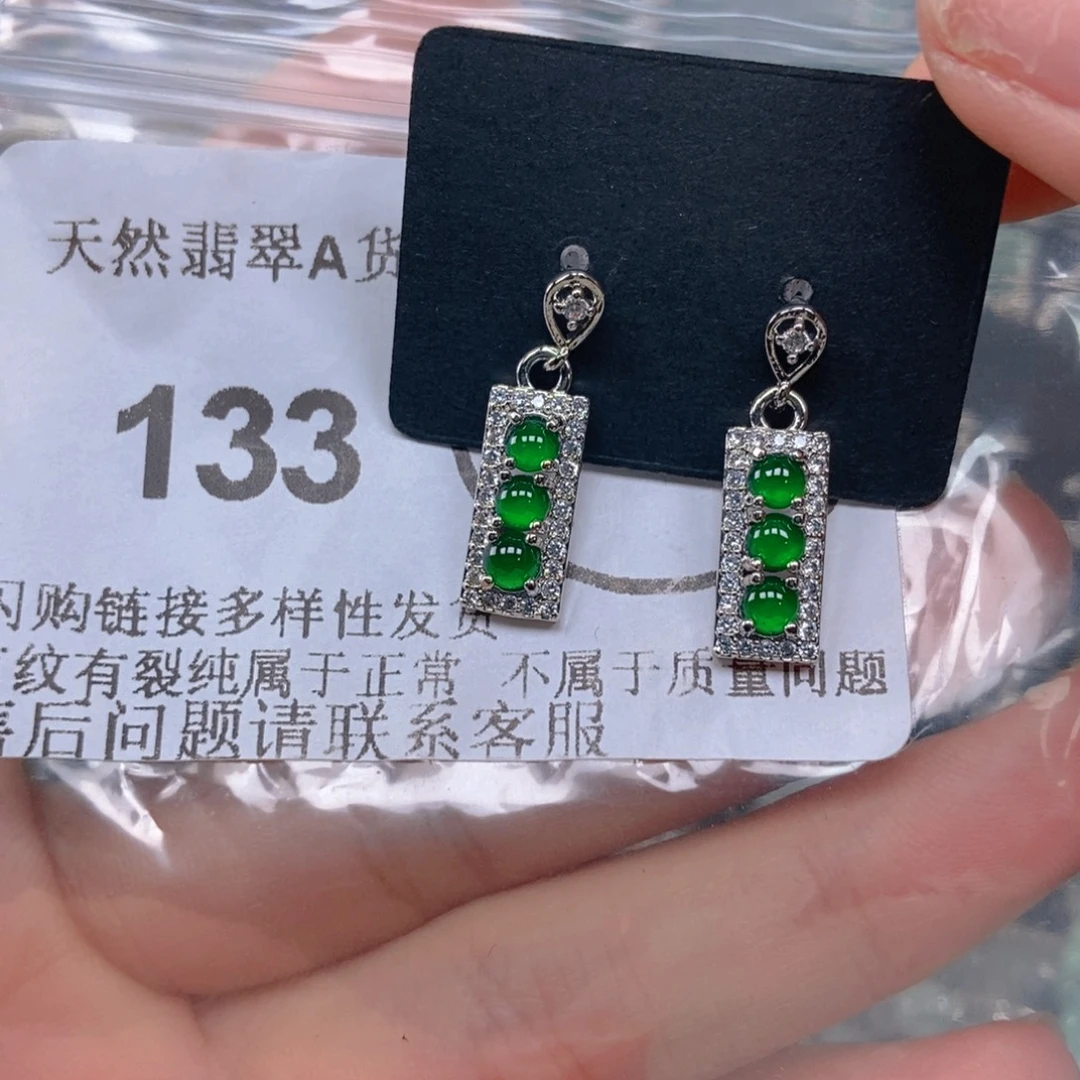 天然翡翠A货
133
闪购链接多样性发货
纹有裂纯属于正常 不属于质量问题
售后问题请联系客服